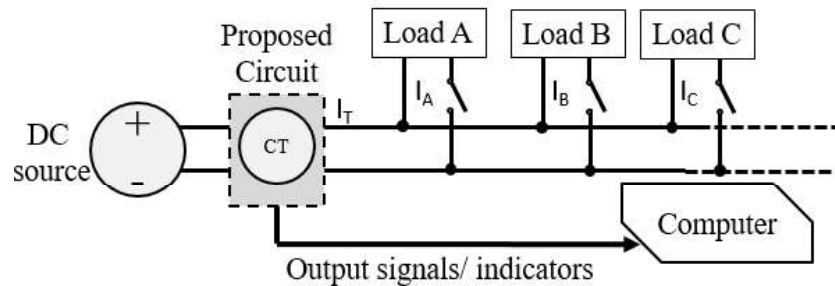 Proposed
Circuit
Load A
Load B
Load C
I_T
I_A
I_B
I_C
+
DC
source
-
CT
Computer
Output signals/ indicators